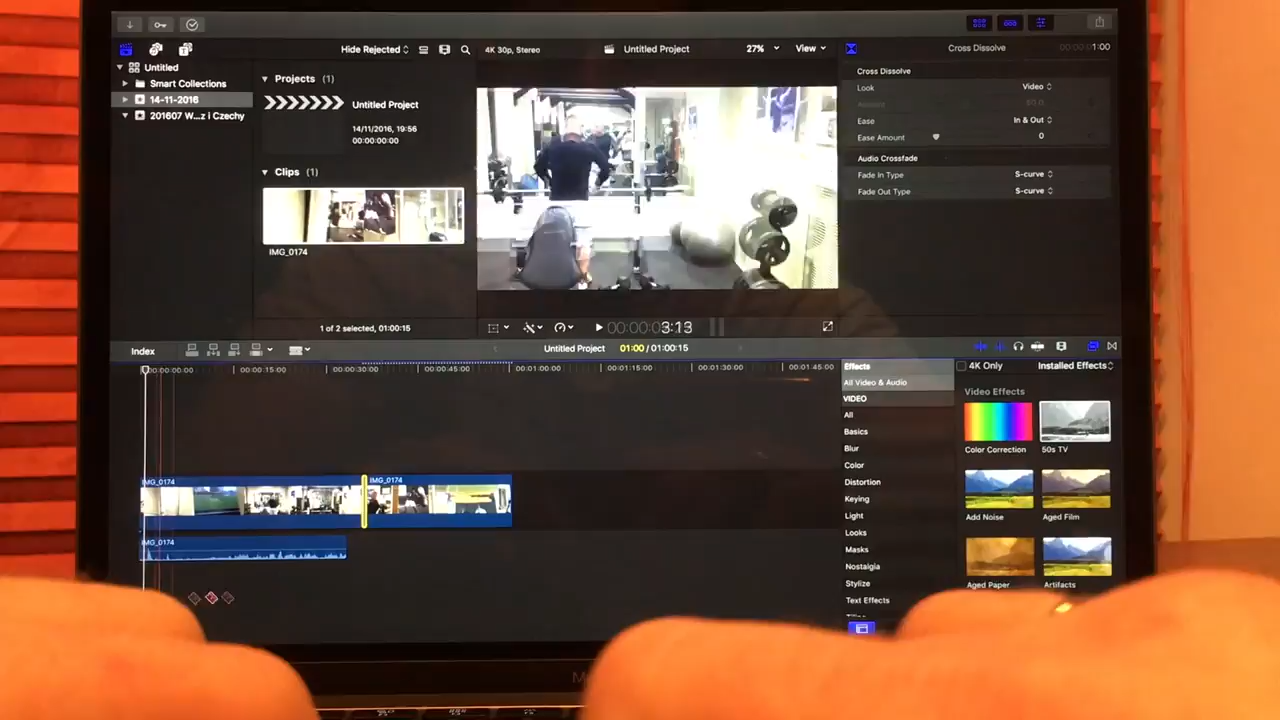 Hide Rejected
4K 30p, Stereo
Untitled Project
27%
View
Cross Dissolve
1:00
Untitled
Smart Collections
14-11-2016
201607 W...z i Czechy
Projects (1)
Untitled Project
14/11/2016, 19:56
00:00:00:00
Clips (1)
IMG_0174
1 of 2 selected, 01:00:15
00:00:03:13
Cross Dissolve
Look
Video
Amount
Ease
In & Out
Ease Amount
0
Audio Crossfade
Fade In Type
S-curve
Fade Out Type
S-curve
Index
Untitled Project
01:00 / 01:00:15
00:00:00:00
00:00:15:00
00:00:30:00
00:00:45:00
00:01:00:00
00:01:15:00
00:01:30:00
00:01:45:00
IMG_0174
IMG_0174
IMG_0174
Effects
All Video & Audio
VIDEO
All
Basics
Blur
Color
Distortion
Keying
Light
Looks
Masks
Nostalgia
Stylize
Text Effects
4K Only
Installed Effects
Video Effects
Color Correction
50s TV
Add Noise
Aged Film
Aged Paper
Artifacts